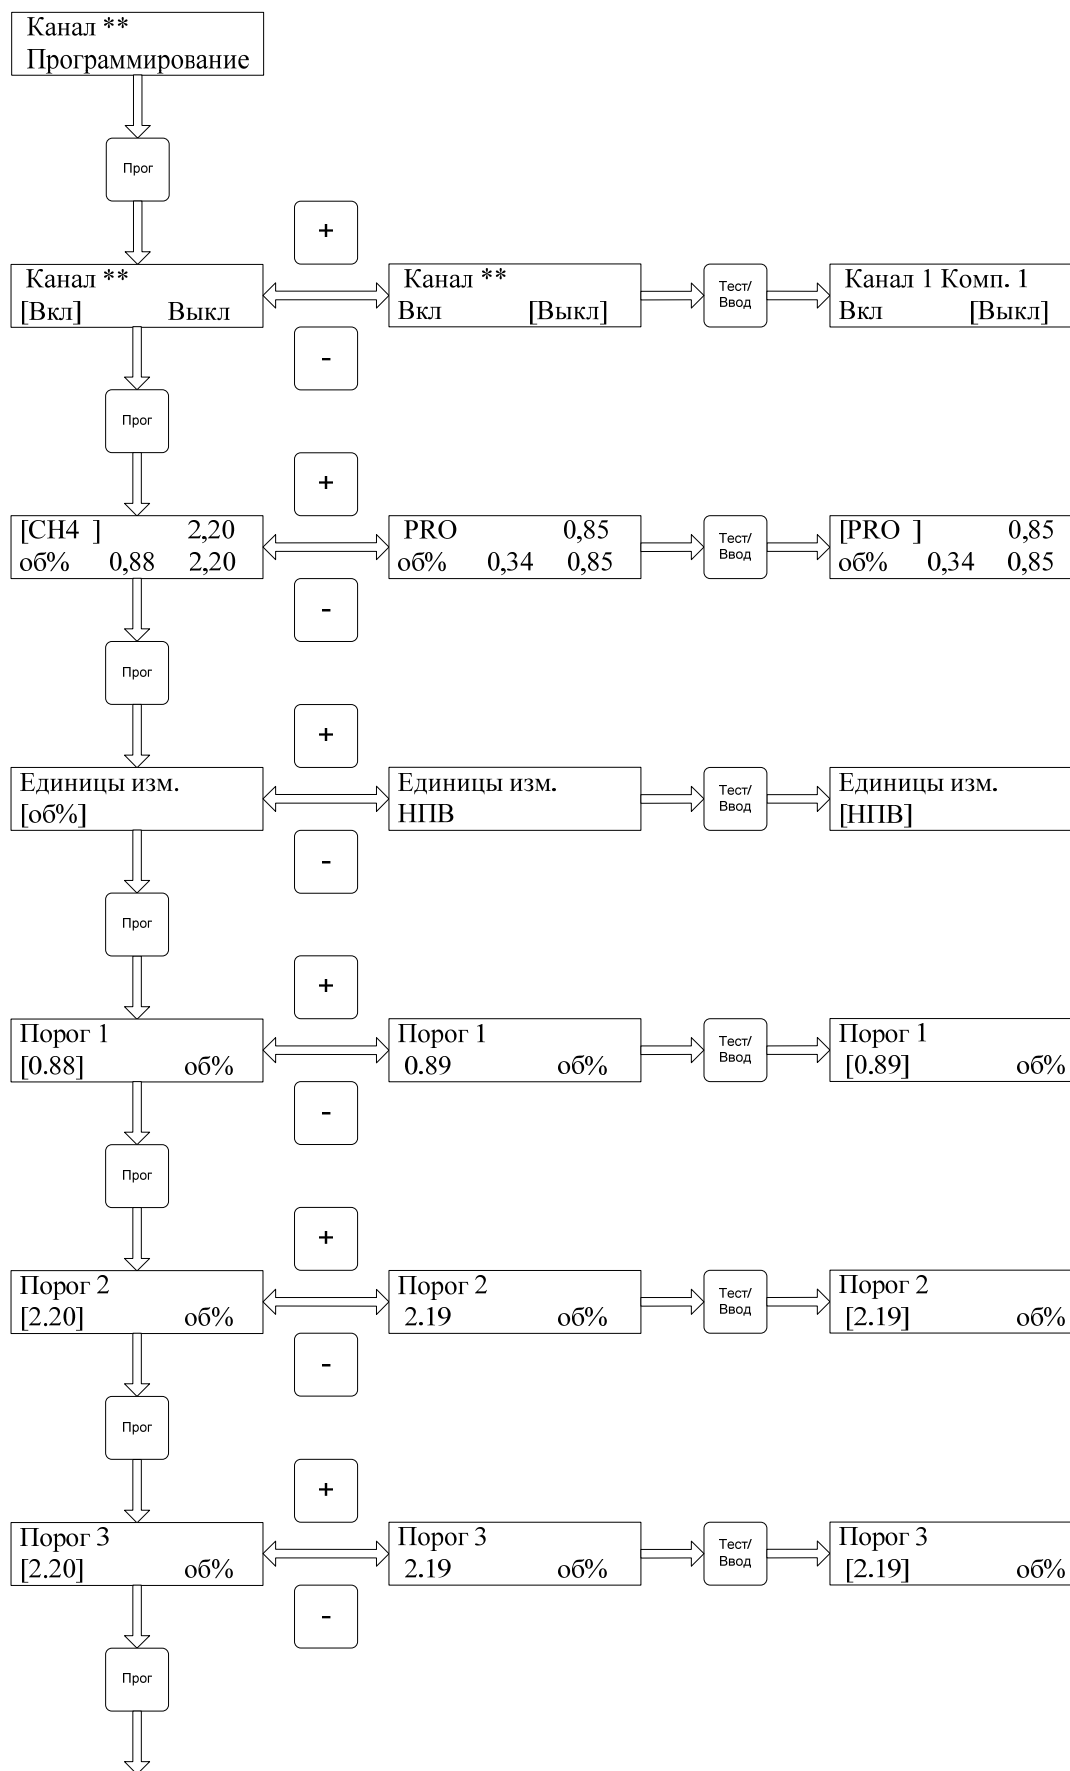 Канал **
Программирование
Прог
+
Канал **
[Вкл] Выкл
Канал **
Вкл [Выкл]
Тест/
Ввод
Канал 1 Комп. 1
Вкл [Выкл]
-
Прог
+
[CH4 ] 2,20
об% 0,88 2,20
PRO 0,85
об% 0,34 0,85
Тест/
Ввод
[PRO ] 0,85
об% 0,34 0,85
-
Прог
+
Единицы изм.
[об%]
Единицы изм.
НПВ
Тест/
Ввод
Единицы изм.
[НПВ]
-
Прог
+
Порог 1
[0.88] об%
Порог 1
0.89 об%
Тест/
Ввод
Порог 1
[0.89] об%
-
Прог
+
Порог 2
[2.20] об%
Порог 2
2.19 об%
Тест/
Ввод
Порог 2
[2.19] об%
-
Прог
+
Порог 3
[2.20] об%
Порог 3
2.19 об%
Тест/
Ввод
Порог 3
[2.19] об%
-
Прог